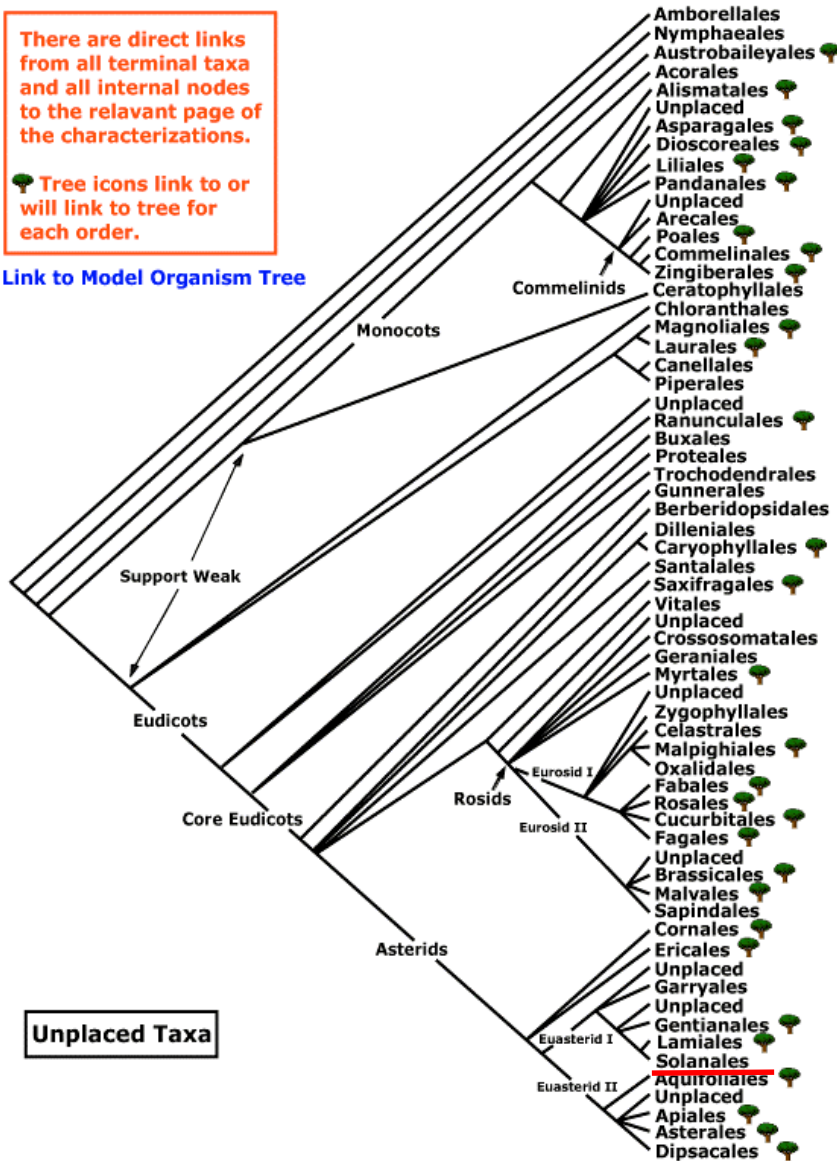 There are direct links
from all terminal taxa
and all internal nodes
to the relavant page of
the characterizations.
Tree icons link to or
will link to tree for
each order.
Link to Model Organism Tree
Amborellales
Nymphaeales
Austrobaileyales
Acorales
Alismatales
Unplaced
Asparagales
Dioscoreales
Liliales
Pandanales
Unplaced
Arecales
Poales
Commelinales
Zingiberales
Commelinids
Ceratophyllales
Chloranthales
Monocots
Magnoliales
Laurales
Canellales
Piperales
Unplaced
Ranunculales
Buxales
Proteales
Trochodendrales
Gunnerales
Berberidopsidales
Dilleniales
Caryophyllales
Support Weak
Santalales
Saxifragales
Vitales
Unplaced
Crossosomatales
Geraniales
Myrtales
Unplaced
Eudicots
Zygophyllales
Celastrales
Malpighiales
Oxalidales
Eurosid I
Fabales
Rosids
Rosales
Core Eudicots
Cucurbitales
Eurosid II
Fagales
Unplaced
Brassicales
Malvales
Sapindales
Cornales
Asterids
Ericales
Unplaced
Garryales
Unplaced
Gentianales
Unplaced Taxa
Euasterid I
Lamiales
Solanales
Aquifoliales
Euasterid II
Unplaced
Apiales
Asterales
Dipsacales